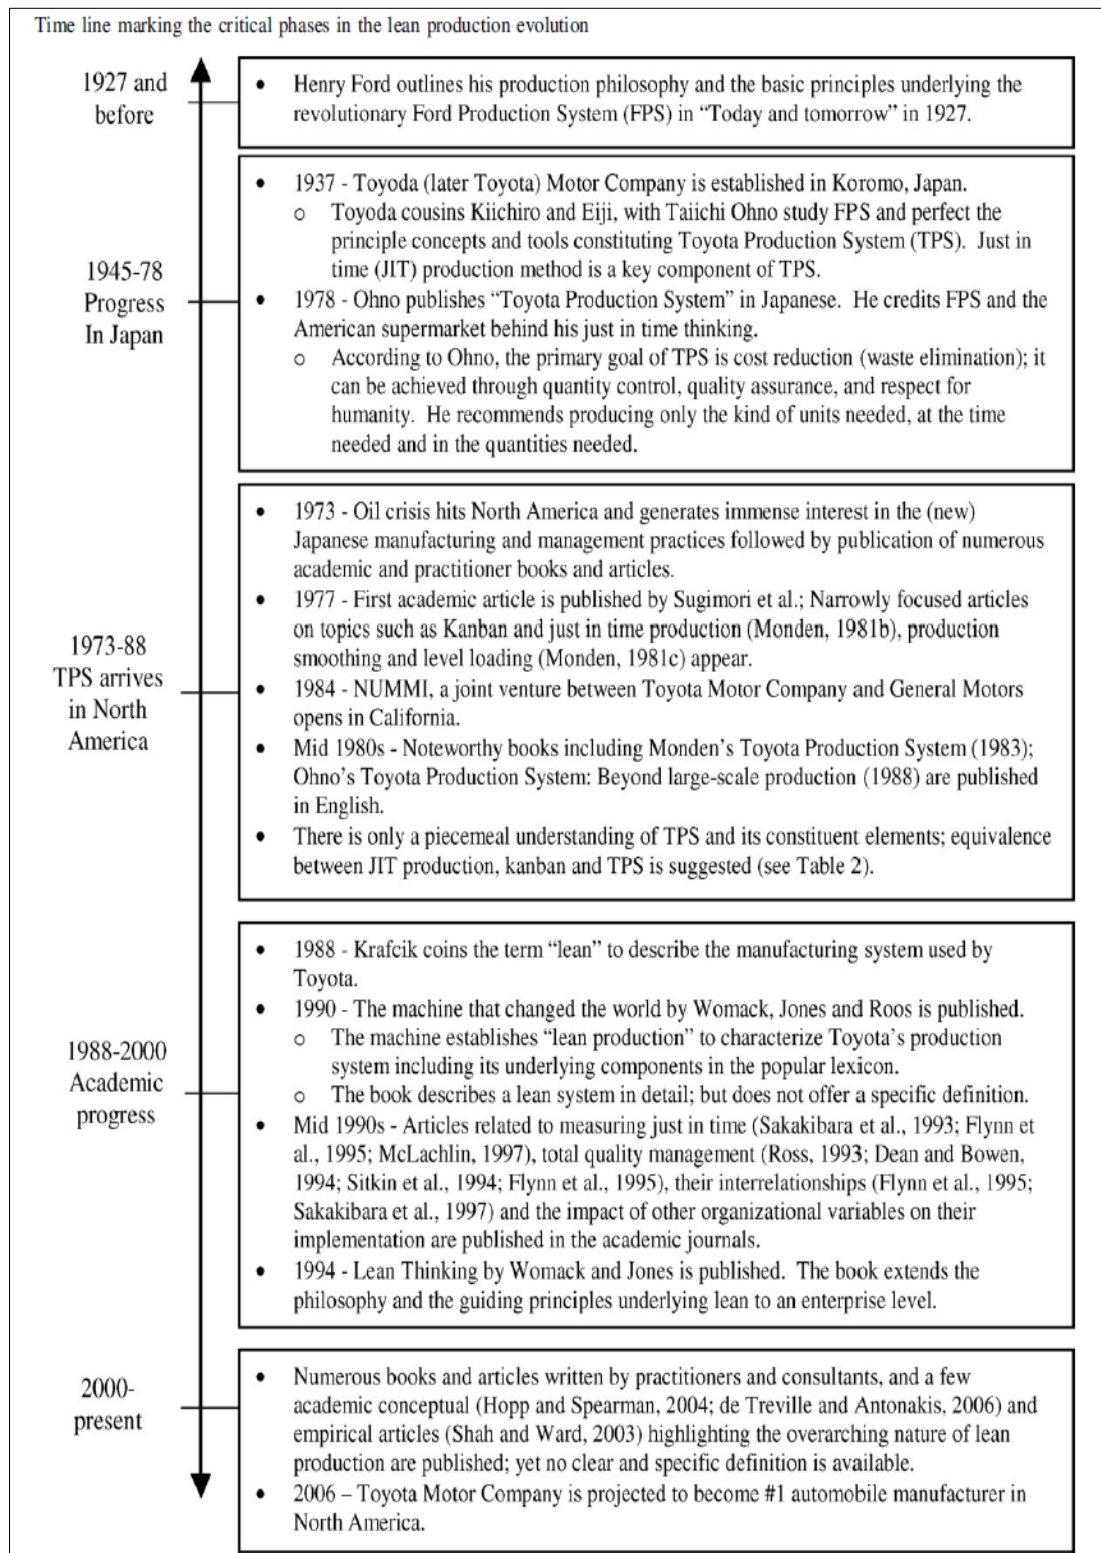 Time line marking the critical phases in the lean production evolution
1927 and
before
• Henry Ford outlines his production philosophy and the basic principles underlying the
revolutionary Ford Production System (FPS) in “Today and tomorrow” in 1927.
1945-78
Progress
In Japan
• 1937 - Toyoda (later Toyota) Motor Company is established in Koromo, Japan.
o Toyoda cousins Kiichiro and Eiji, with Taiichi Ohno study FPS and perfect the
principle concepts and tools constituting Toyota Production System (TPS). Just in
time (JIT) production method is a key component of TPS.
• 1978 - Ohno publishes “Toyota Production System” in Japanese. He credits FPS and the
American supermarket behind his just in time thinking.
o According to Ohno, the primary goal of TPS is cost reduction (waste elimination); it
can be achieved through quantity control, quality assurance, and respect for
humanity. He recommends producing only the kind of units needed, at the time
needed and in the quantities needed.
1973-88
TPS arrives
in North
America
• 1973 - Oil crisis hits North America and generates immense interest in the (new)
Japanese manufacturing and management practices followed by publication of numerous
academic and practitioner books and articles.
• 1977 - First academic article is published by Sugimori et al.; Narrowly focused articles
on topics such as Kanban and just in time production (Monden, 1981b), production
smoothing and level loading (Monden, 1981c) appear.
• 1984 - NUMMI, a joint venture between Toyota Motor Company and General Motors
opens in California.
• Mid 1980s - Noteworthy books including Monden’s Toyota Production System (1983);
Ohno’s Toyota Production System: Beyond large-scale production (1988) are published
in English.
• There is only a piecemeal understanding of TPS and its constituent elements; equivalence
between JIT production, kanban and TPS is suggested (see Table 2).
1988-2000
Academic
progress
• 1988 - Krafcik coins the term “lean” to describe the manufacturing system used by
Toyota.
• 1990 - The machine that changed the world by Womack, Jones and Roos is published.
o The machine establishes “lean production” to characterize Toyota’s production
system including its underlying components in the popular lexicon.
o The book describes a lean system in detail; but does not offer a specific definition.
• Mid 1990s - Articles related to measuring just in time (Sakakibara et al., 1993; Flynn et
al., 1995; McLachlin, 1997), total quality management (Ross, 1993; Dean and Bowen,
1994; Sitkin et al., 1994; Flynn et al., 1995), their interrelationships (Flynn et al., 1995;
Sakakibara et al., 1997) and the impact of other organizational variables on their
implementation are published in the academic journals.
• 1994 - Lean Thinking by Womack and Jones is published. The book extends the
philosophy and the guiding principles underlying lean to an enterprise level.
2000-
present
• Numerous books and articles written by practitioners and consultants, and a few
academic conceptual (Hopp and Spearman, 2004; de Treville and Antonakis, 2006) and
empirical articles (Shah and Ward, 2003) highlighting the overarching nature of lean
production are published; yet no clear and specific definition is available.
• 2006 – Toyota Motor Company is projected to become #1 automobile manufacturer in
North America.